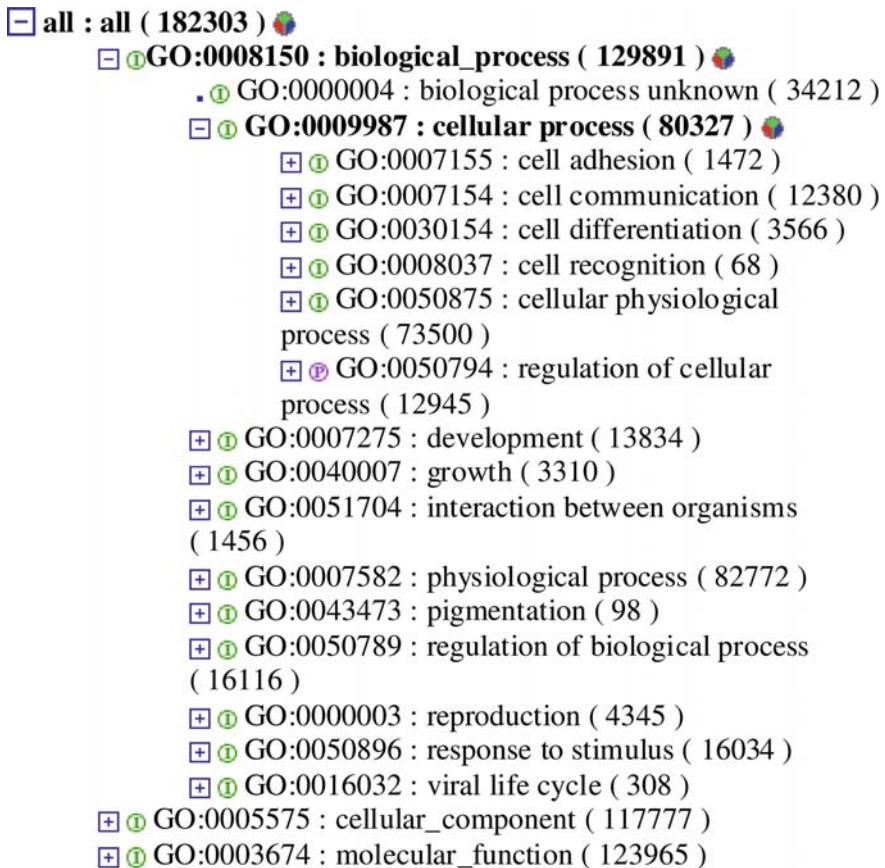 all : all ( 182303 )
GO:0008150 : biological_process ( 129891 )
GO:0000004 : biological process unknown ( 34212 )
GO:0009987 : cellular process ( 80327 )
GO:0007155 : cell adhesion ( 1472 )
GO:0007154 : cell communication ( 12380 )
GO:0030154 : cell differentiation ( 3566 )
GO:0008037 : cell recognition ( 68 )
GO:0050875 : cellular physiological
process ( 73500 )
GO:0050794 : regulation of cellular
process ( 12945 )
GO:0007275 : development ( 13834 )
GO:0040007 : growth ( 3310 )
GO:0051704 : interaction between organisms
( 1456 )
GO:0007582 : physiological process ( 82772 )
GO:0043473 : pigmentation ( 98 )
GO:0050789 : regulation of biological process
( 16116 )
GO:0000003 : reproduction ( 4345 )
GO:0050896 : response to stimulus ( 16034 )
GO:0016032 : viral life cycle ( 308 )
GO:0005575 : cellular_component ( 117777 )
GO:0003674 : molecular_function ( 123965 )